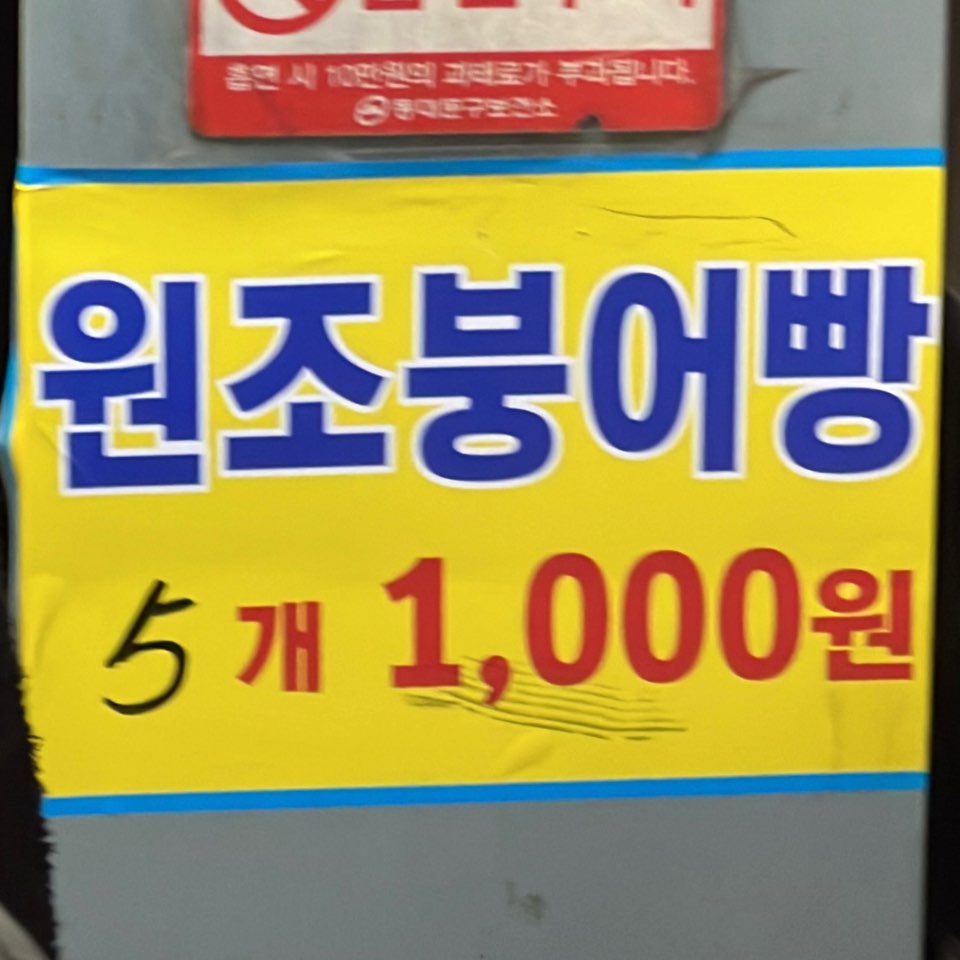 흡연 시 10만원의 과태료가 부과됩니다.
동대문구보건소
원조붕어빵
5개 1,000원